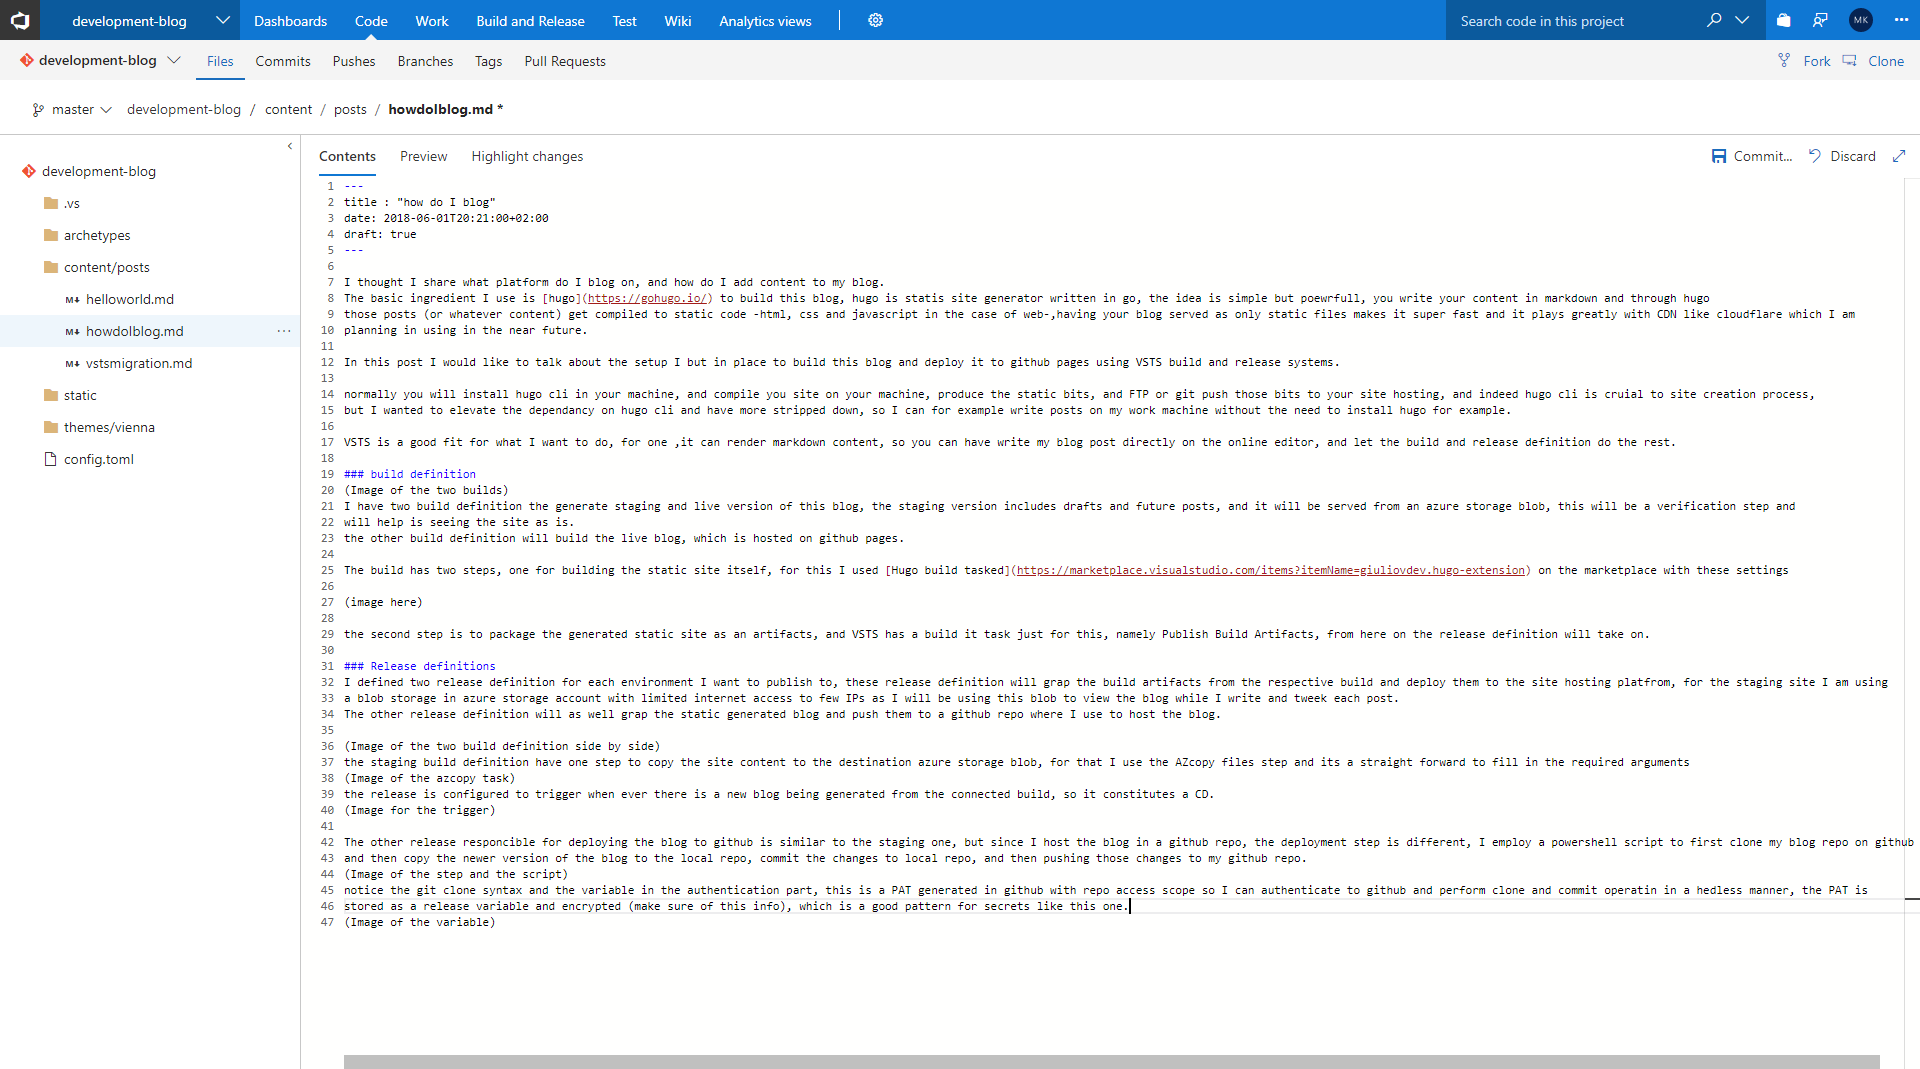 development-blog Dashboards Code Work Build and Release Test Wiki Analytics views Search code in this project MK
development-blog Files Commits Pushes Branches Tags Pull Requests Fork Clone
master development-blog / content / posts / howdoIblog.md *
development-blog
.vs
archetypes
content/posts
M↓ helloworld.md
M↓ howdoIblog.md ...
M↓ vstsmigration.md
static
themes/vienna
config.toml
Contents Preview Highlight changes Commit... Discard
1 ---
2 title : "how do I blog"
3 date: 2018-06-01T20:21:00+02:00
4 draft: true
5 ---
6
7 I thought I share what platform do I blog on, and how do I add content to my blog.
8 The basic ingredient I use is [hugo](https://gohugo.io/) to build this blog, hugo is statis site generator written in go, the idea is simple but poewrfull, you write your content in markdown and through hugo
9 those posts (or whatever content) get compiled to static code -html, css and javascript in the case of web-,having your blog served as only static files makes it super fast and it plays greatly with CDN like cloudflare which I am
10 planning in using in the near future.
11
12 In this post I would like to talk about the setup I but in place to build this blog and deploy it to github pages using VSTS build and release systems.
13
14 normally you will install hugo cli in your machine, and compile you site on your machine, produce the static bits, and FTP or git push those bits to your site hosting, and indeed hugo cli is cruial to site creation process,
15 but I wanted to elevate the dependancy on hugo cli and have more stripped down, so I can for example write posts on my work machine without the need to install hugo for example.
16
17 VSTS is a good fit for what I want to do, for one ,it can render markdown content, so you can have write my blog post directly on the online editor, and let the build and release definition do the rest.
18
19 ### build definition
20 (Image of the two builds)
21 I have two build definition the generate staging and live version of this blog, the staging version includes drafts and future posts, and it will be served from an azure storage blob, this will be a verification step and
22 will help is seeing the site as is.
23 the other build definition will build the live blog, which is hosted on github pages.
24
25 The build has two steps, one for building the static site itself, for this I used [Hugo build tasked](https://marketplace.visualstudio.com/items?itemName=giuliovdev.hugo-extension) on the marketplace with these settings
26
27 (image here)
28
29 the second step is to package the generated static site as an artifacts, and VSTS has a build it task just for this, namely Publish Build Artifacts, from here on the release definition will take on.
30
31 ### Release definitions
32 I defined two release definition for each environment I want to publish to, these release definition will grap the build artifacts from the respective build and deploy them to the site hosting platfrom, for the staging site I am using
33 a blob storage in azure storage account with limited internet access to few IPs as I will be using this blob to view the blog while I write and tweek each post.
34 The other release definition will as well grap the static generated blog and push them to a github repo where I use to host the blog.
35
36 (Image of the two build definition side by side)
37 the staging build definition have one step to copy the site content to the destination azure storage blob, for that I use the AZcopy files step and its a straight forward to fill in the required arguments
38 (Image of the azcopy task)
39 the release is configured to trigger when ever there is a new blog being generated from the connected build, so it constitutes a CD.
40 (Image for the trigger)
41
42 The other release responcible for deploying the blog to github is similar to the staging one, but since I host the blog in a github repo, the deployment step is different, I employ a powershell script to first clone my blog repo on github
43 and then copy the newer version of the blog to the local repo, commit the changes to local repo, and then pushing those changes to my github repo.
44 (Image of the step and the script)
45 notice the git clone syntax and the variable in the authentication part, this is a PAT generated in github with repo access scope so I can authenticate to github and perform clone and commit operatin in a hedless manner, the PAT is
46 stored as a release variable and encrypted (make sure of this info), which is a good pattern for secrets like this one.
47 (Image of the variable)